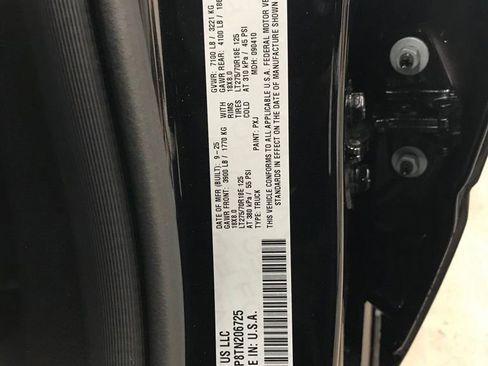 US LLC
DATE OF MFR (BUILT): 9-25 GVWR: 7100 LB / 3221 KG
GAWR FRONT: 3900 LB / 1770 KG WITH GAWR REAR: 4100 LB /
18X8.0 RIMS 18X8.0
LT275/70R18E 125 TIRES LT275/70R18E 125
AT 380 kPa / 55 PSI COLD AT 310 kPa / 45 PSI
TYPE: TRUCK PAINT: PXJ MDH: 090410
THIS VEHICLE CONFORMS TO ALL APPLICABLE U.S.A. FEDERAL MOTOR
STANDARDS IN EFFECT ON THE DATE OF MANUFACTURE SHOWN
P8TN206725
E IN: U.S.A.